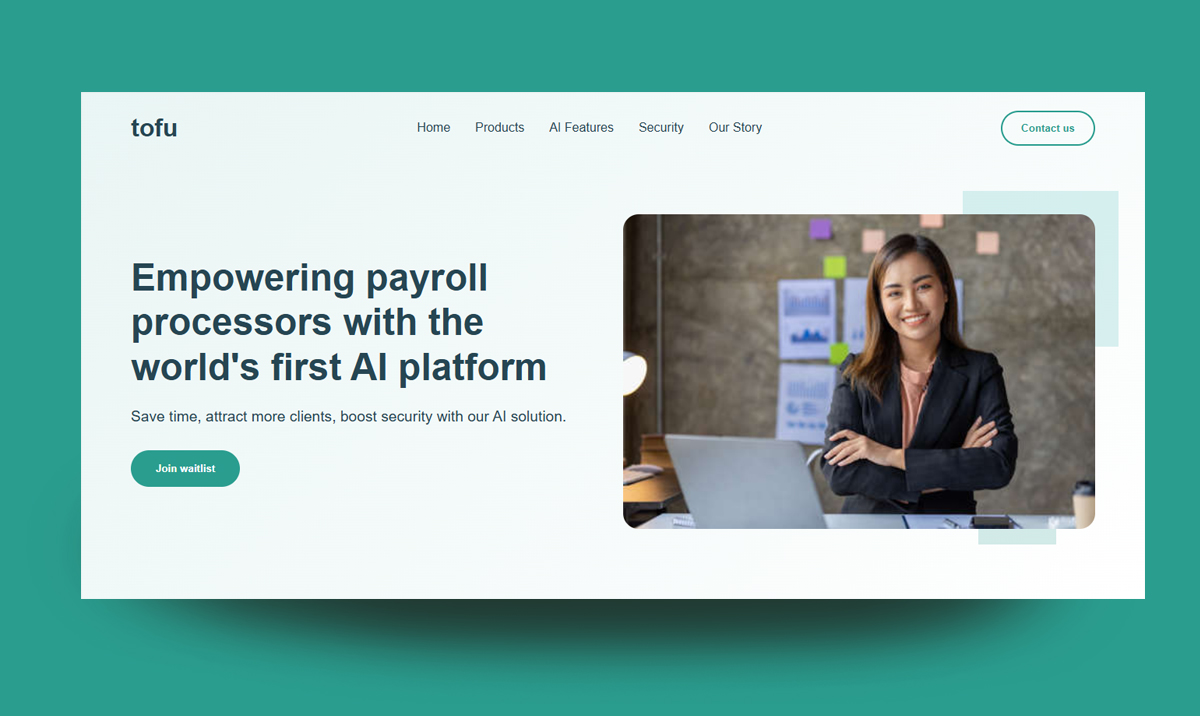 tofu
Home Products AI Features Security Our Story
Contact us
Empowering payroll
processors with the
world's first AI platform
Save time, attract more clients, boost security with our AI solution.
Join waitlist